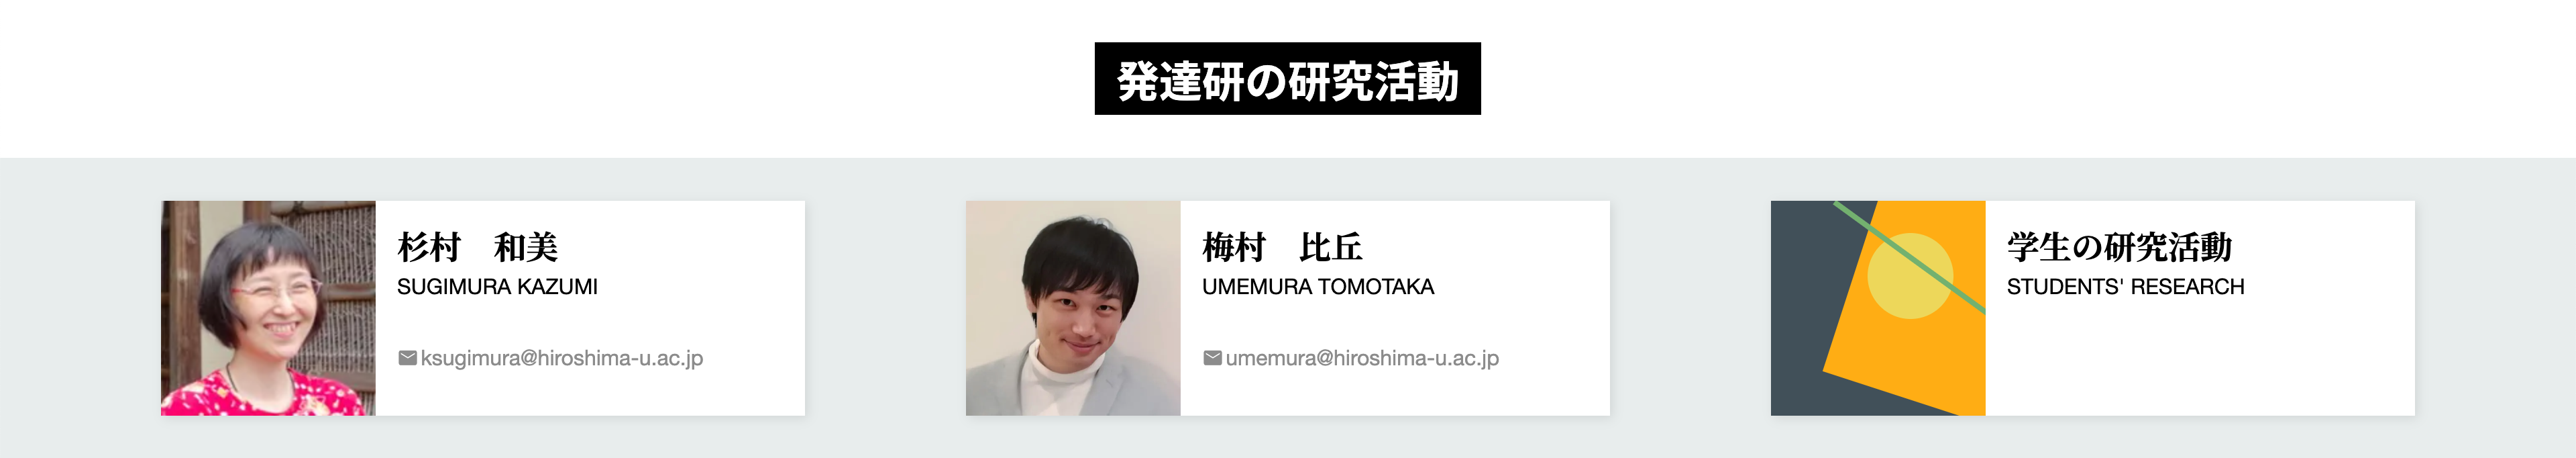 発達研の研究活動
杉村　和美
SUGIMURA KAZUMI
ksugimura@hiroshima-u.ac.jp
梅村　比丘
UMEMURA TOMOTAKA
umemura@hiroshima-u.ac.jp
学生の研究活動
STUDENTS' RESEARCH